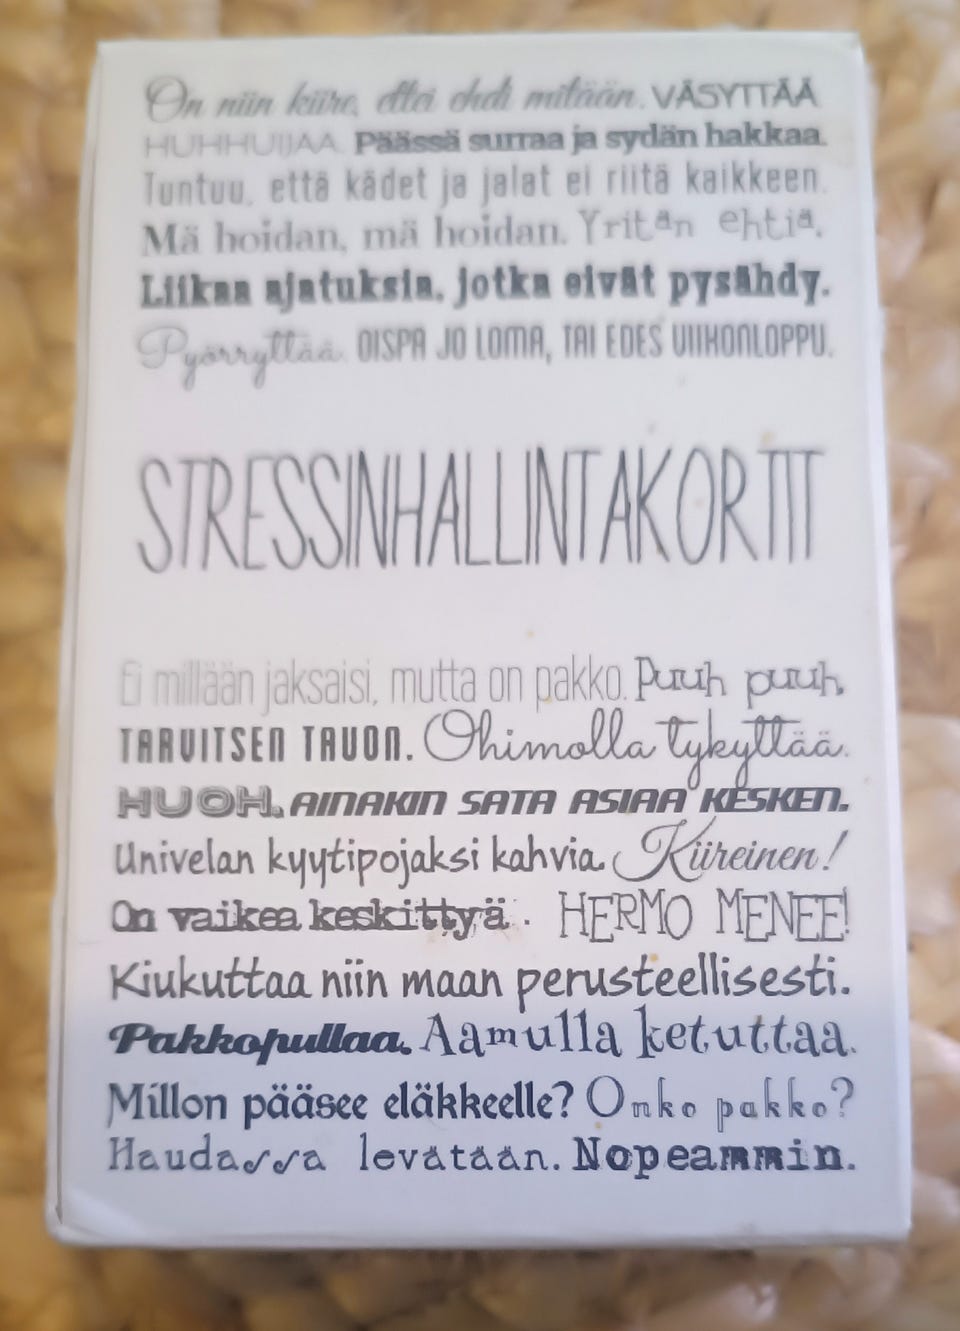 On niin kiire, ettei ehdi mitään. VÄSYTTÄÄ
HUHHUIJAA. Päässä surraa ja sydän hakkaa.
Tuntuu, että kädet ja jalat ei riitä kaikkeen.
Mä hoidan, mä hoidan. Yritän ehtiä.
Liikaa ajatuksia, jotka eivät pysähdy.
Pyörryttää. OISPA JO LOMA, TAI EDES VIIKONLOPPU.
STRESSINHALLINTAKORTIT
Ei millään jaksaisi, mutta on pakko. Puuh puuh.
TARVITSEN TAUON. Ohimolla tykyttää.
HUOH. AINAKIN SATA ASIAA KESKEN.
Univelan kyytipojaksi kahvia. Kiireinen!
On vaikea keskittyä. HERMO MENEE!
Kiukuttaa niin maan perusteellisesti.
Pakkopullaa. Aamulla ketuttaa.
Millon pääsee eläkkeelle? Onko pakko?
Haudassa levätään. Nopeammin.